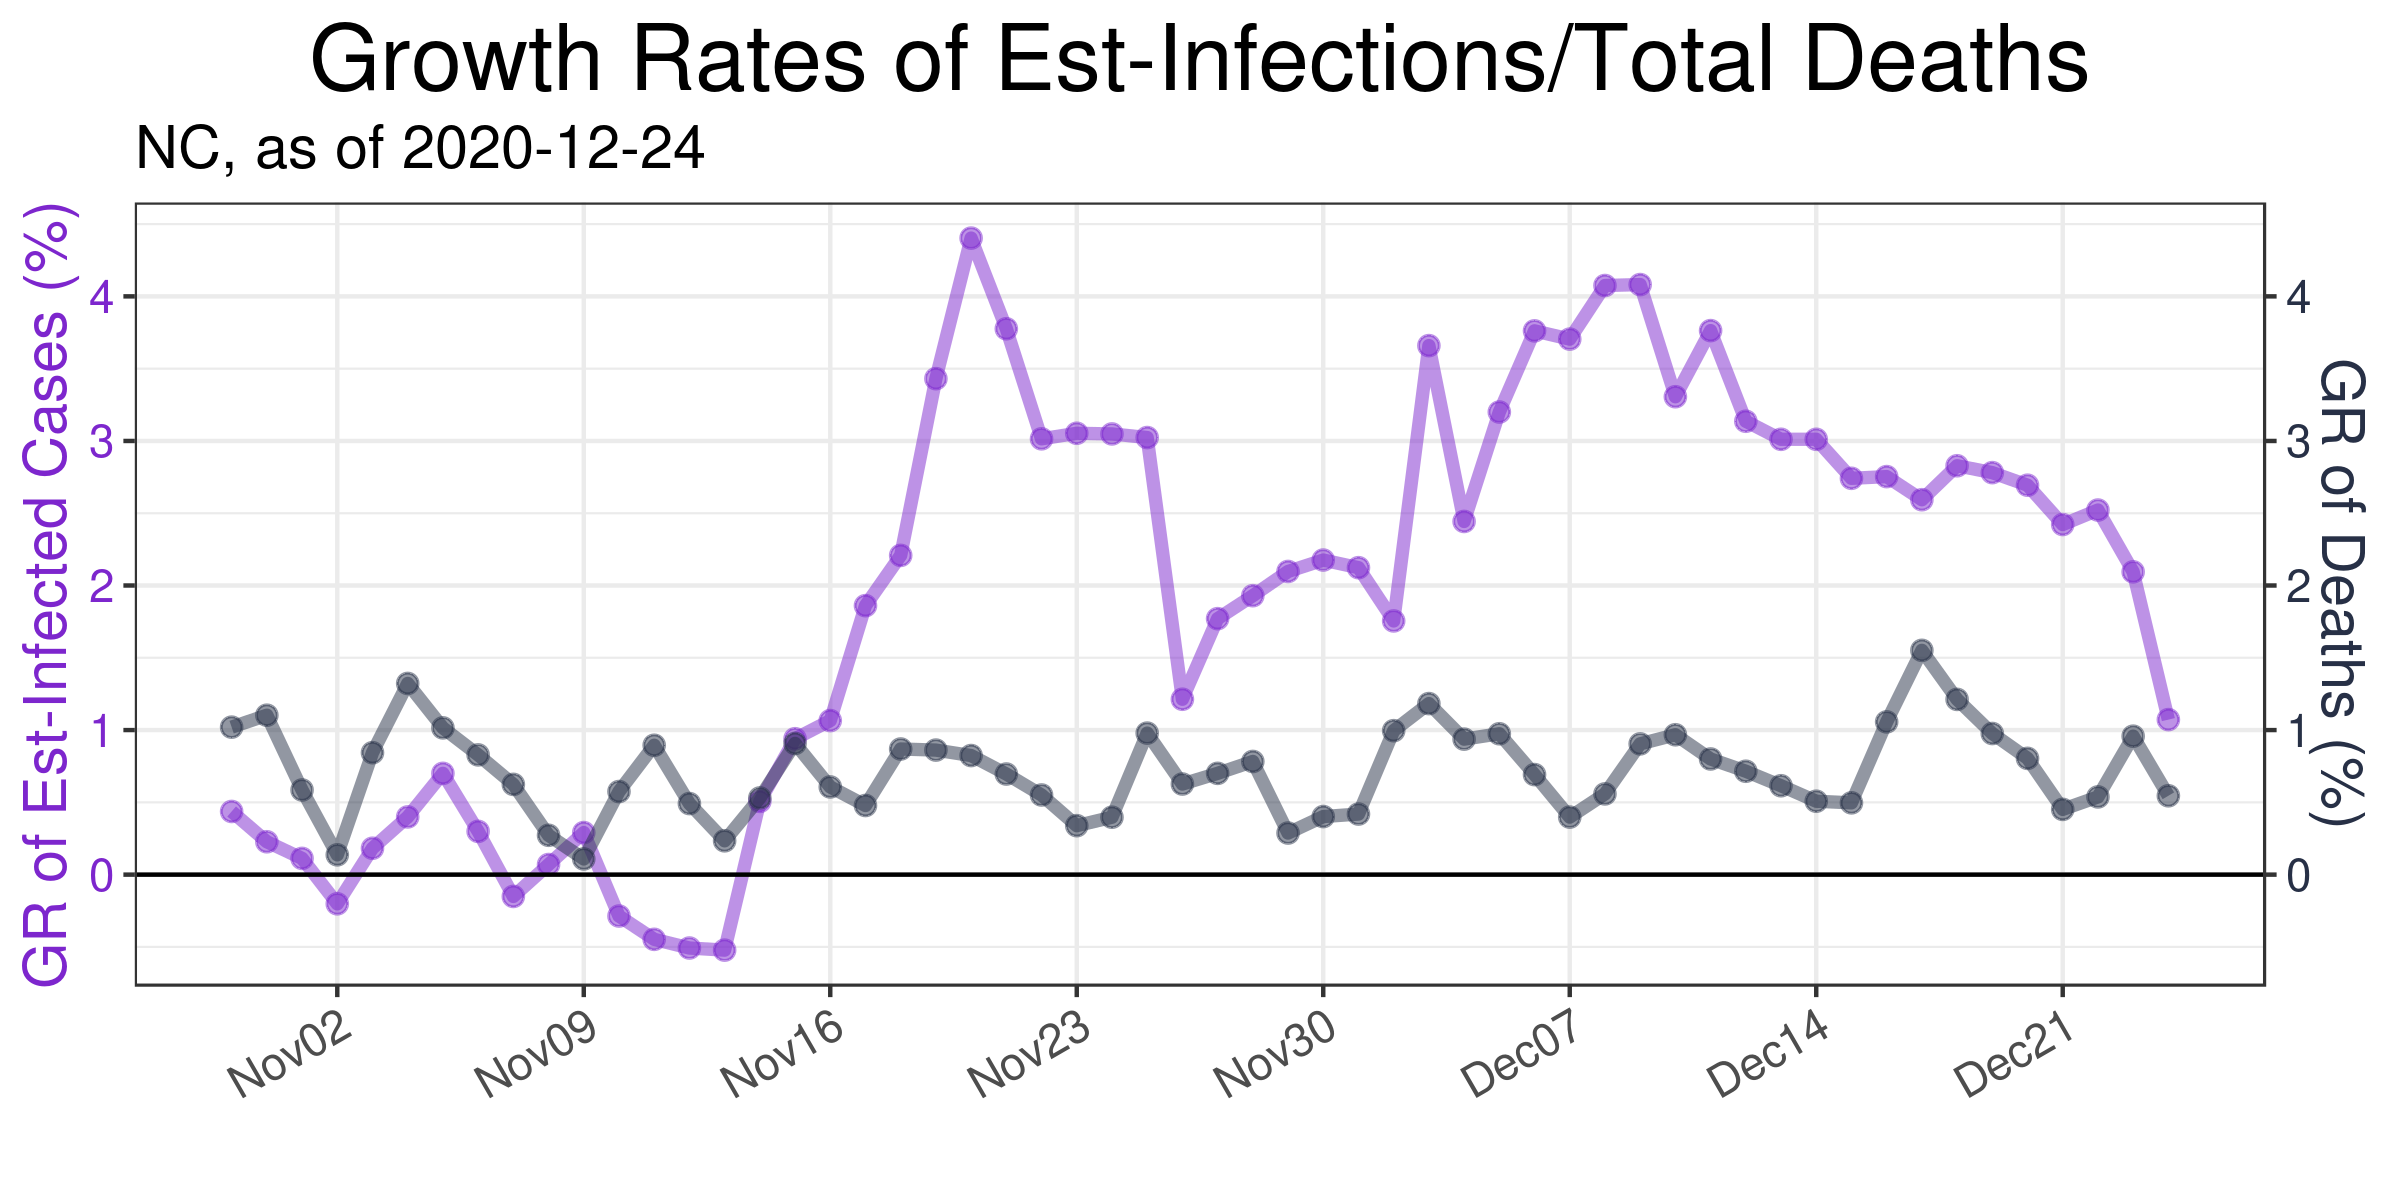 Growth Rates of Est-Infections/Total Deaths
NC, as of 2020-12-24
GR of Est-Infected Cases (%)
4
3
2
1
0
4
3
2
1
0
GR of Deaths (%)
Nov02
Nov09
Nov16
Nov23
Nov30
Dec07
Dec14
Dec21